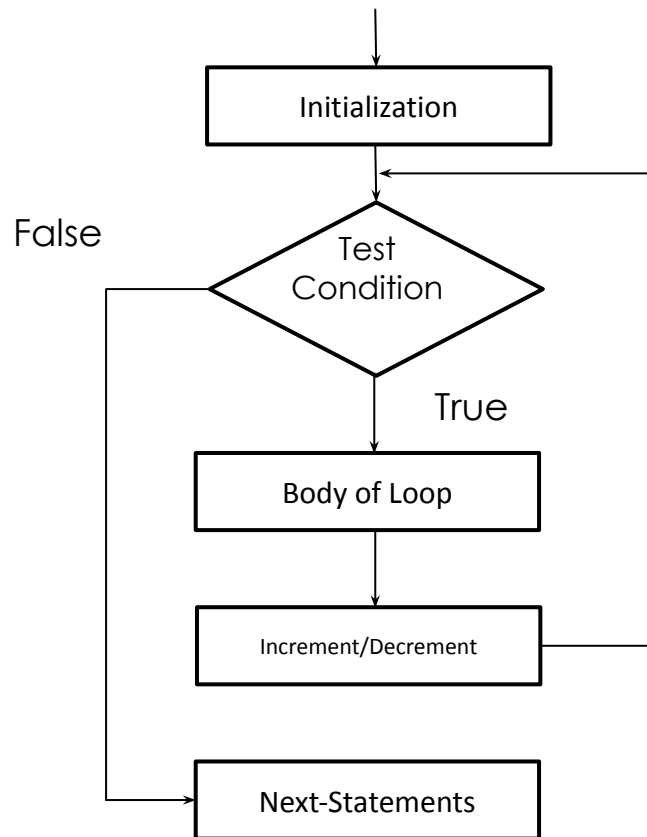 Initialization
False
Test
Condition
True
Body of Loop
Increment/Decrement
Next-Statements